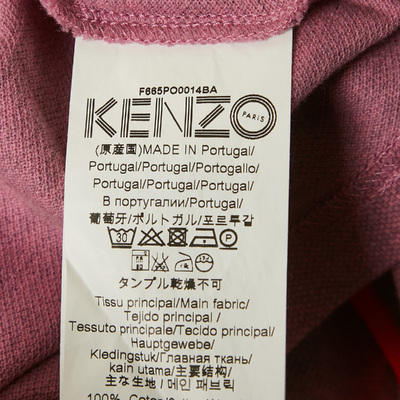 F665PO0014BA
KENZO
PARIS
(原産国)MADE IN Portugal/
Portugal/Portugal/Portogallo/
Portugal/Portugal/Portugal/
В португалии/Portugal/
葡萄牙/ポルトガル/포르투갈
30 P
タンブル乾燥不可
Tissu principal/Main fabric/
Tejido principal/
Tessuto principale/Tecido principal/
Hauptgewebe/
Kledingstuk/Главная ткань/
kain utama/主要结构/
主な生地/메인 패브릭
100%